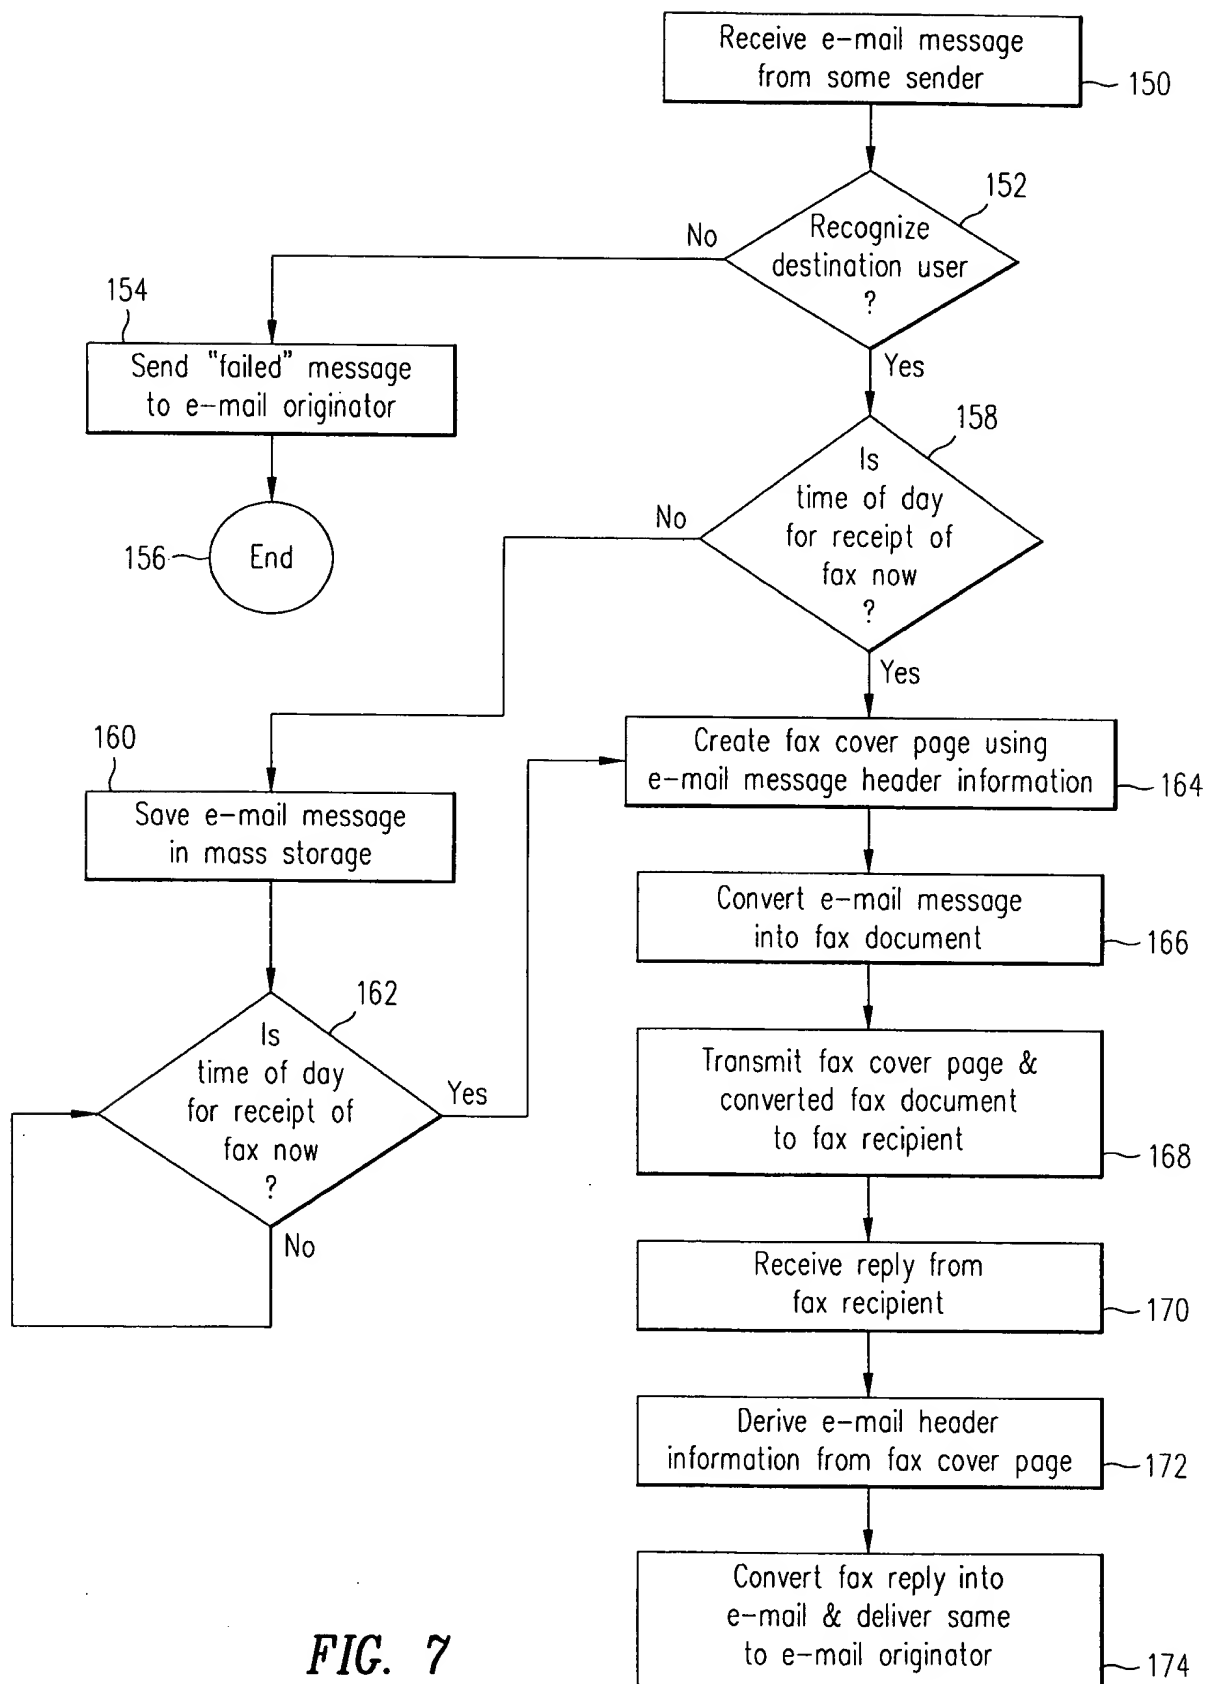 Receive e-mail message
from some sender
150
152
Recognize
destination user
?
No
Yes
154
Send "failed" message
to e-mail originator
156
End
158
Is
time of day
for receipt of
fax now
?
No
Yes
160
Save e-mail message
in mass storage
162
Is
time of day
for receipt of
fax now
?
Yes
No
Create fax cover page using
e-mail message header information
164
Convert e-mail message
into fax document
166
Transmit fax cover page &
converted fax document
to fax recipient
168
Receive reply from
fax recipient
170
Derive e-mail header
information from fax cover page
172
Convert fax reply into
e-mail & deliver same
to e-mail originator
174
FIG. 7